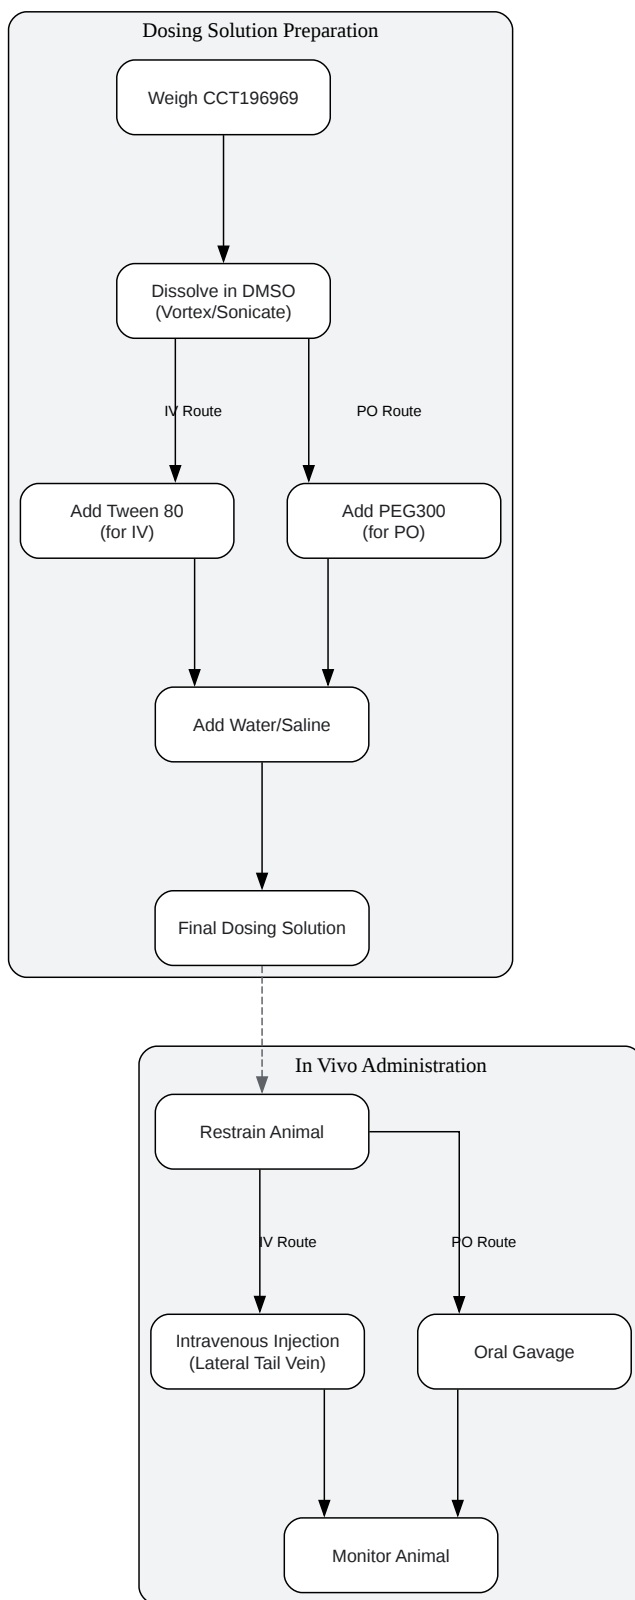 Dosing Solution Preparation
Weigh CCT196969
Dissolve in DMSO
(Vortex/Sonicate)
IV Route
PO Route
Add Tween 80
(for IV)
Add PEG300
(for PO)
Add Water/Saline
Final Dosing Solution
In Vivo Administration
Restrain Animal
IV Route
PO Route
Intravenous Injection
(Lateral Tail Vein)
Oral Gavage
Monitor Animal